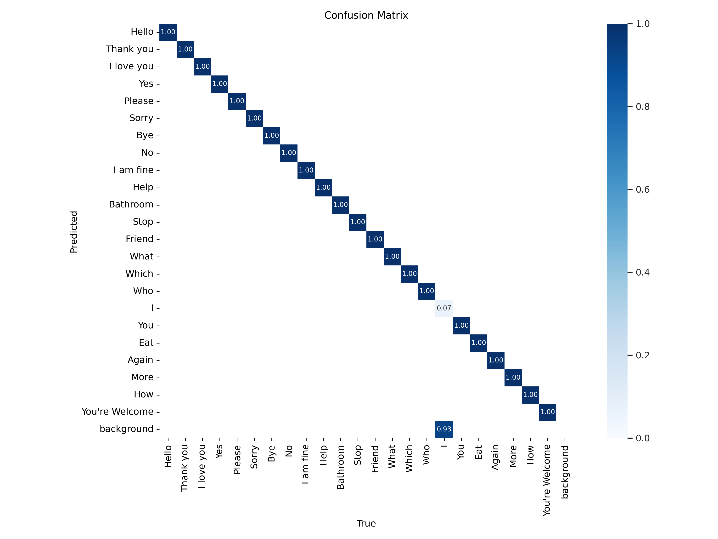 Confusion Matrix
Hello
1.00
Thank you
1.00
I love you
1.00
Yes
1.00
Please
1.00
Sorry
1.00
Bye
1.00
No
1.00
I am fine
1.00
Help
1.00
Bathroom
1.00
Stop
1.00
Friend
1.00
What
1.00
Which
1.00
Who
1.00
I
0.07
You
1.00
Eat
1.00
Again
1.00
More
1.00
How
1.00
You're Welcome
1.00
background
0.93
Predicted
Hello
Thank you
I love you
Yes
Please
Sorry
Bye
No
I am fine
Help
Bathroom
Stop
Friend
What
Which
Who
I
You
Eat
Again
More
How
You're Welcome
background
True
1.0
0.8
0.6
0.4
0.2
0.0